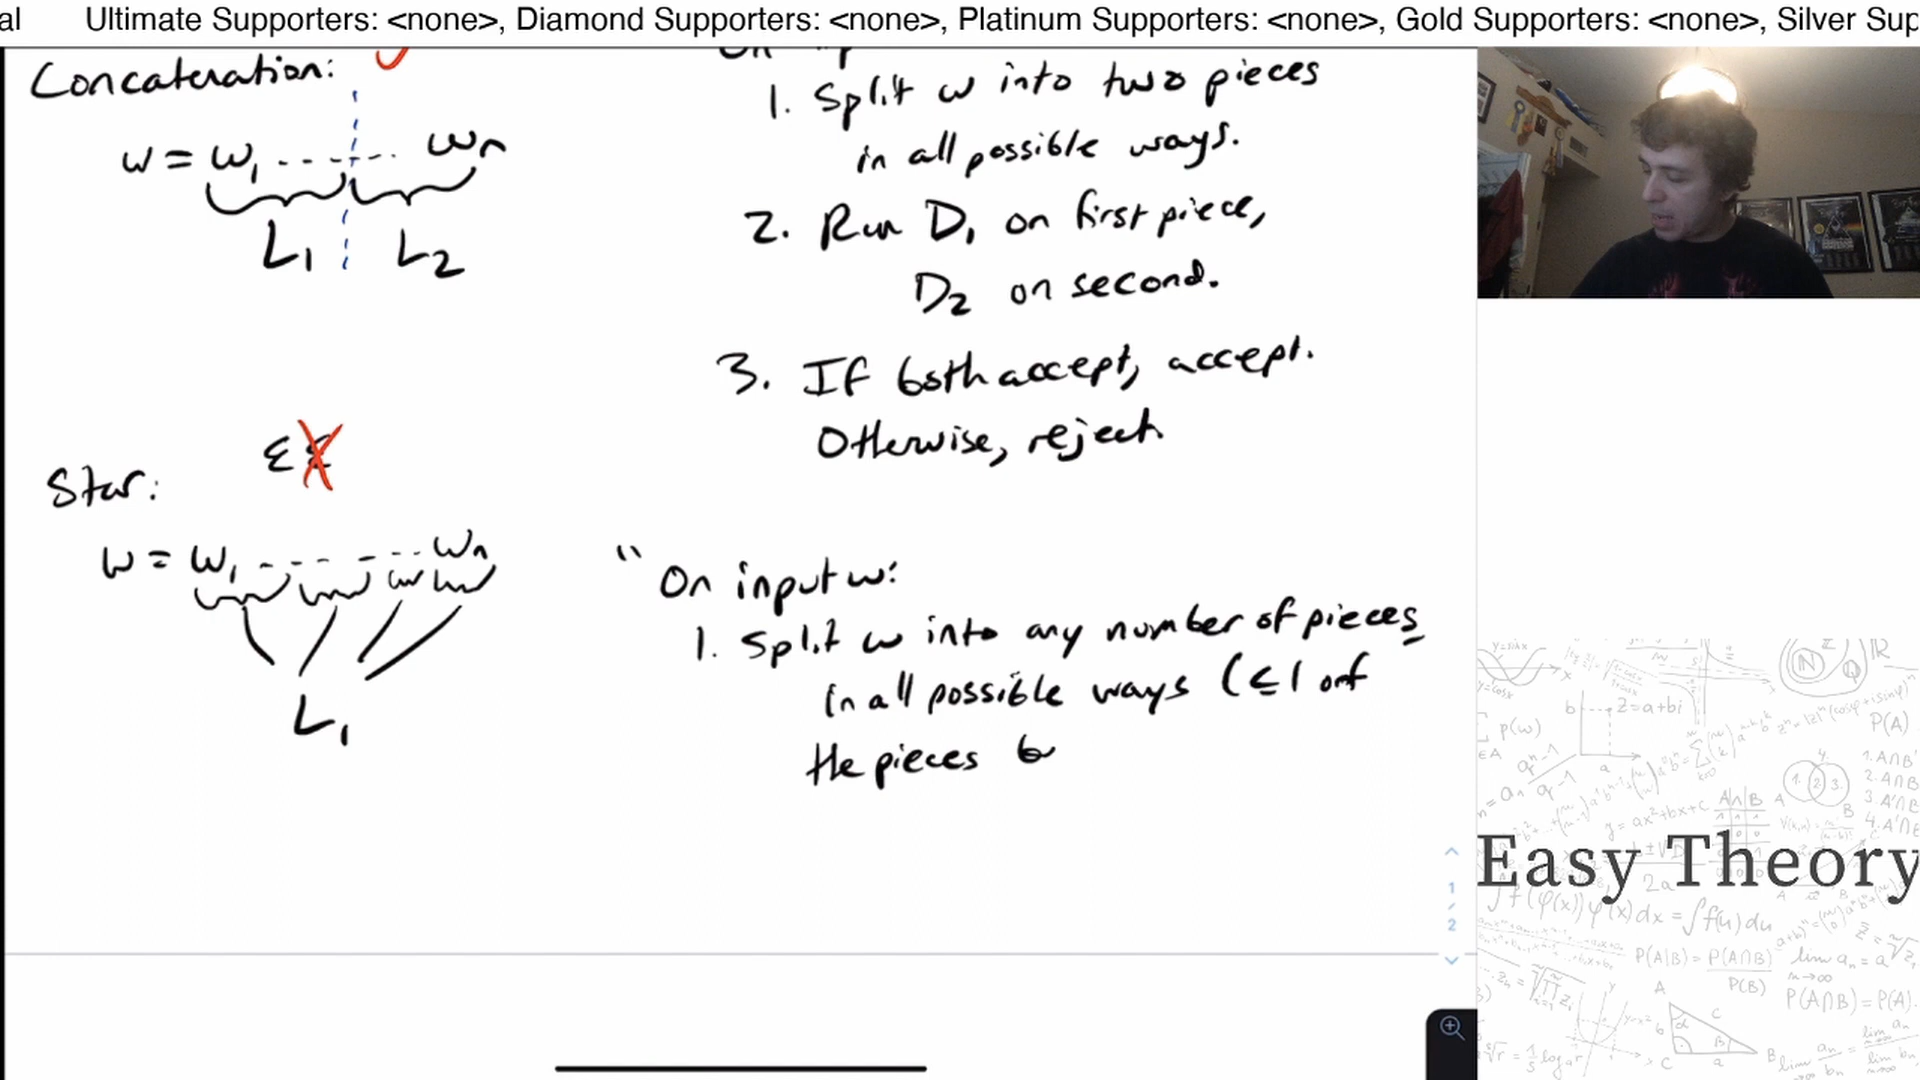 al Ultimate Supporters: <none>, Diamond Supporters: <none>, Platinum Supporters: <none>, Gold Supporters: <none>, Silver Sup
Concatenation:
w = w1 ---- wn
L1 L2
1. Split w into two pieces
in all possible ways.
2. Run D1 on first piece,
D2 on second.
3. If both accept, accept.
Otherwise, reject.
Star:
ε ε
w = w1 ---- wn
L1
"On input w:
1. Split w into any number of pieces
in all possible ways (≤1 of
the pieces b
1
2
Easy Theory